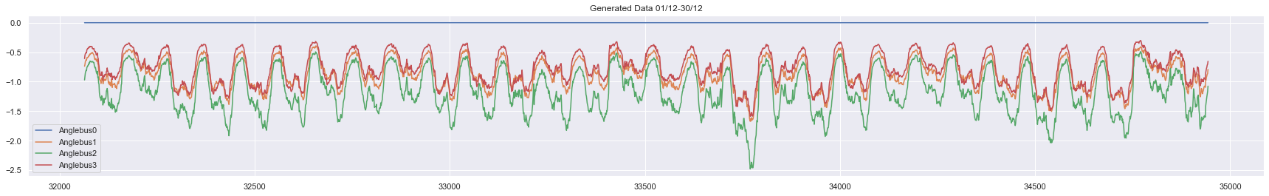 Generated Data 01/12-30/12
0.0
-0.5
-1.0
-1.5
-2.0
-2.5
Anglebus0
Anglebus1
Anglebus2
Anglebus3
32000 32500 33000 33500 34000 34500 35000